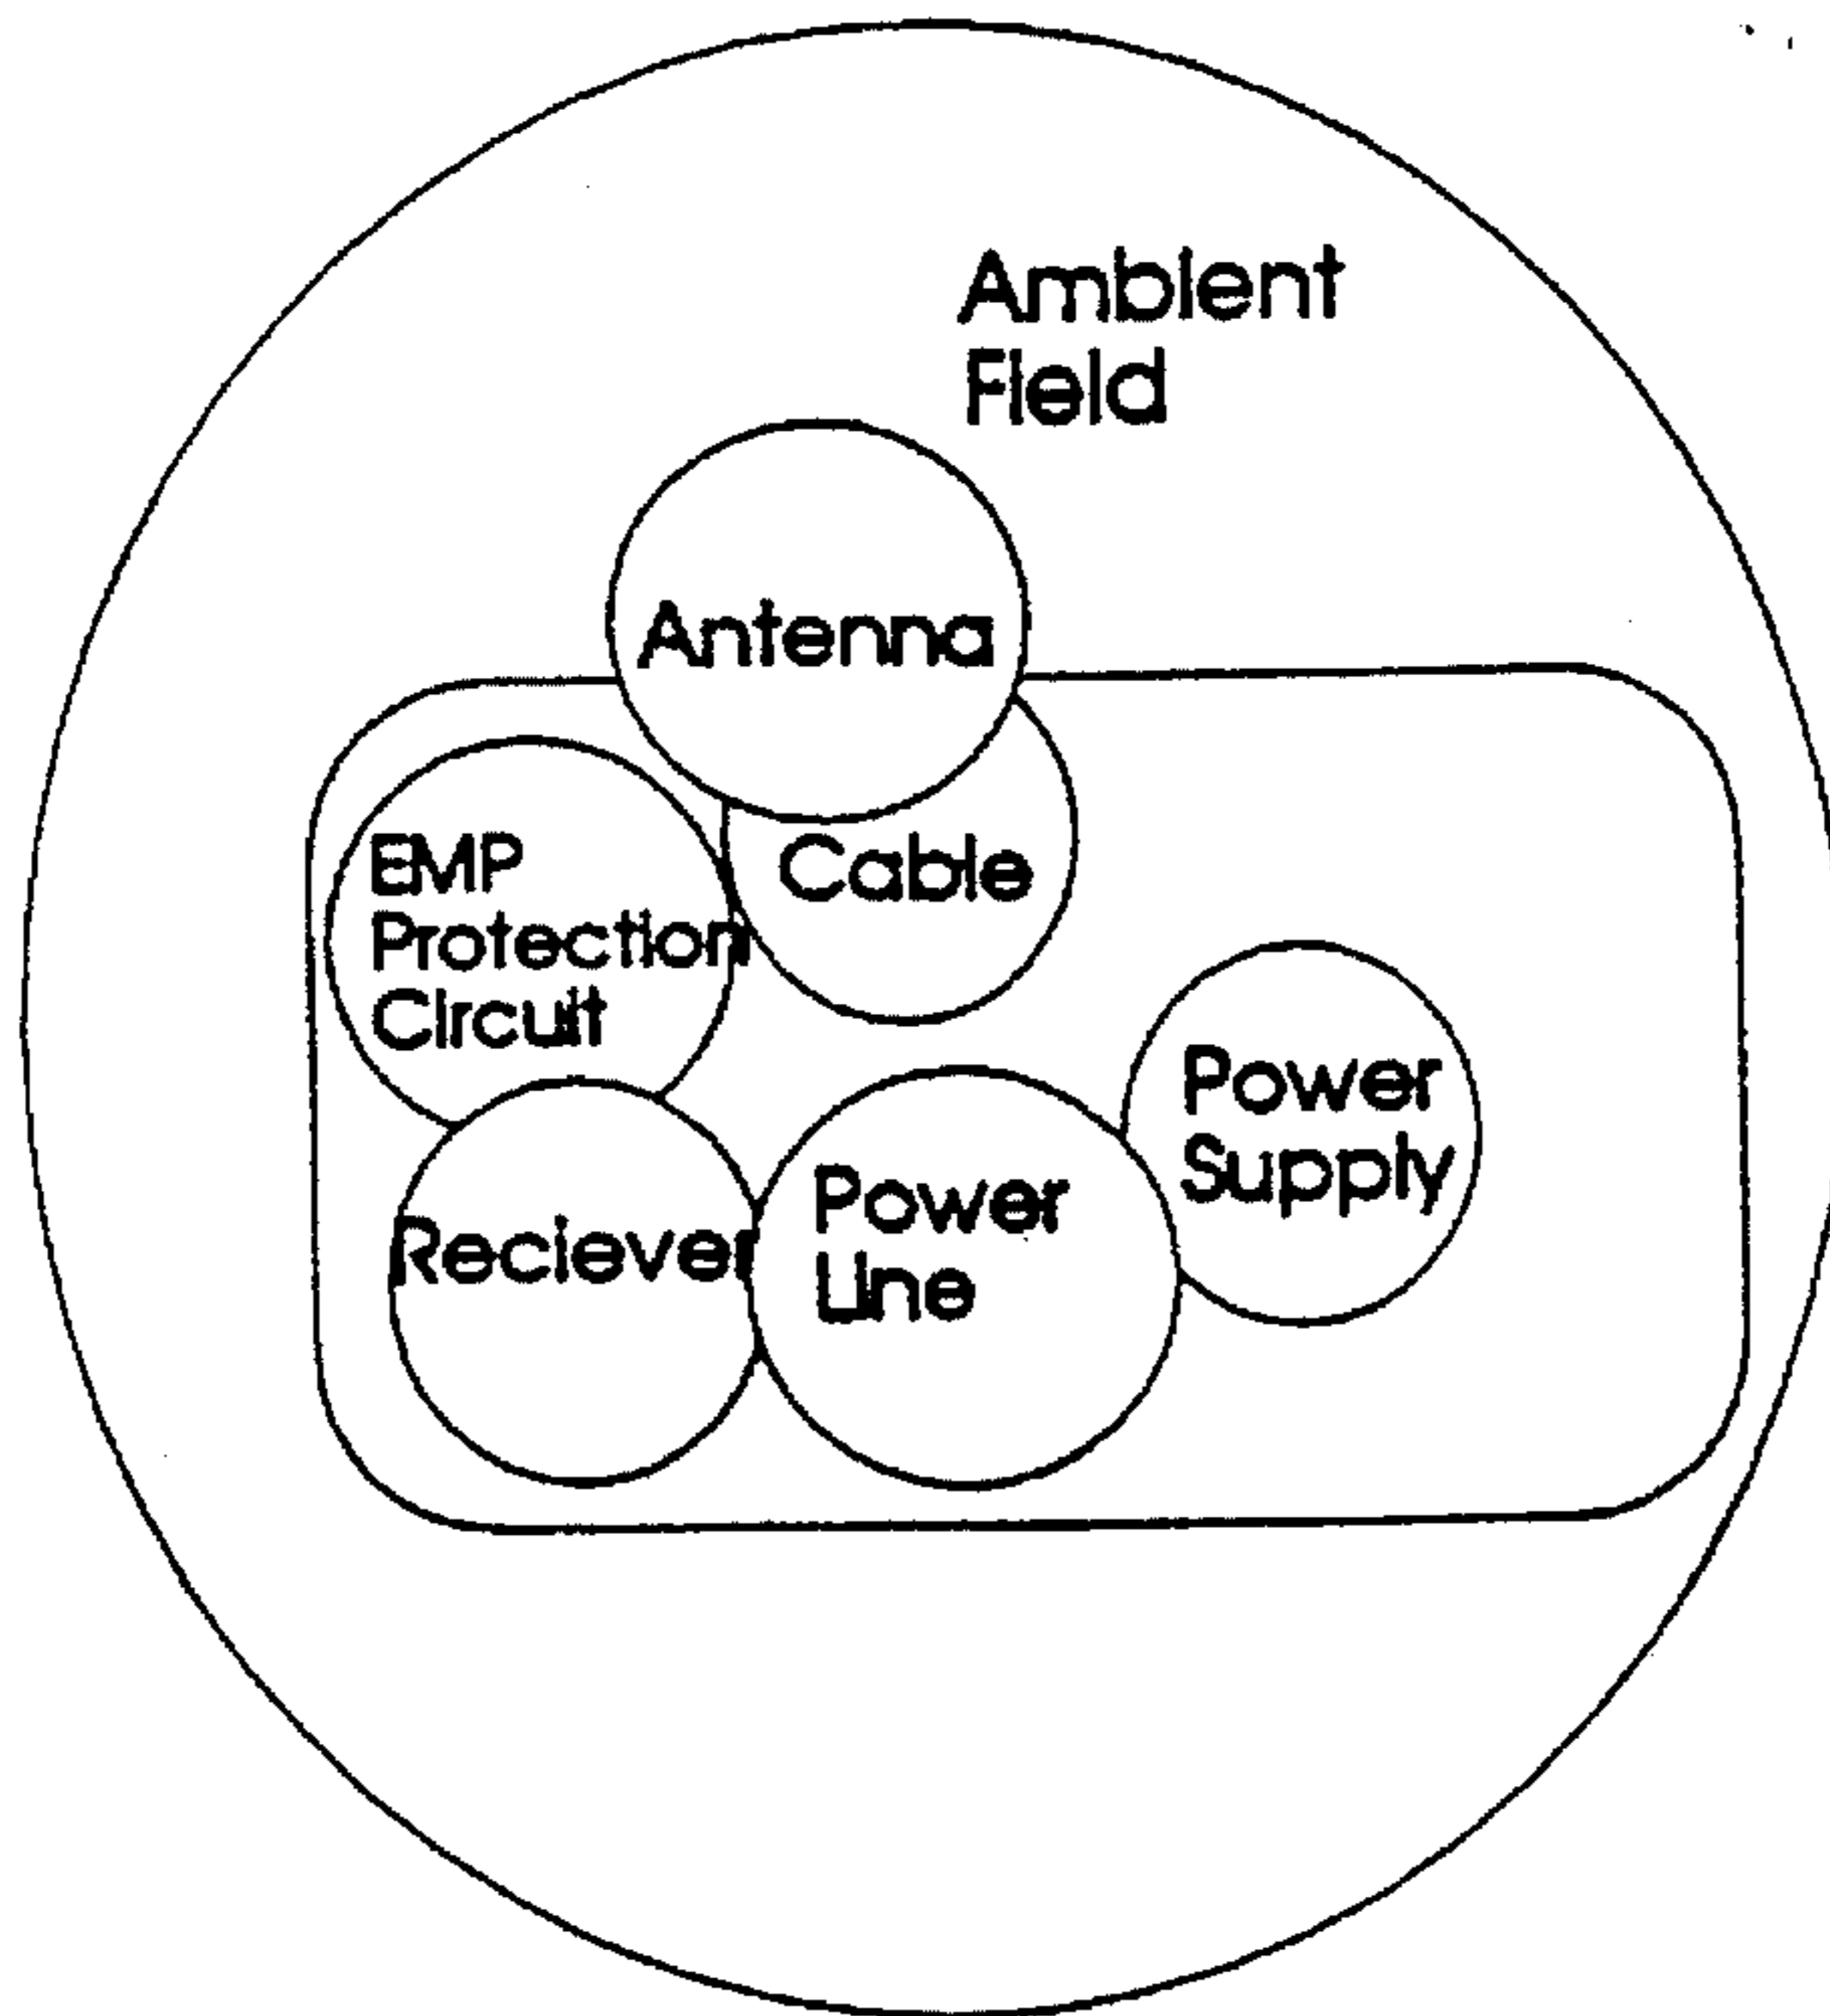 Ambient
Field
Antenna
EMP
Protection
Circuit
Cable
Power
Supply
Reciever
Power
Line